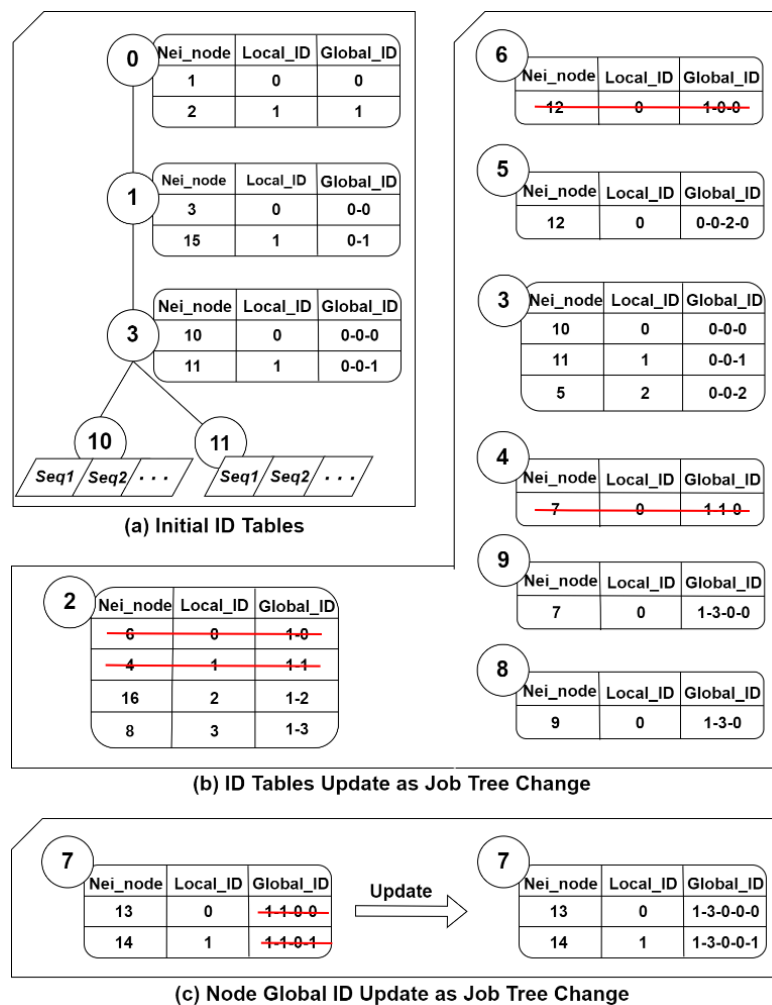 0
Nei_node Local_ID Global_ID
1 0 0
2 1 1
1
Nei_node Local_ID Global_ID
3 0 0-0
15 1 0-1
3
Nei_node Local_ID Global_ID
10 0 0-0-0
11 1 0-0-1
10
11
Seq1 Seq2 . . .
Seq1 Seq2 . . .
(a) Initial ID Tables
6
Nei_node Local_ID Global_ID
12 0 1-0-0
5
Nei_node Local_ID Global_ID
12 0 0-0-2-0
3
Nei_node Local_ID Global_ID
10 0 0-0-0
11 1 0-0-1
5 2 0-0-2
4
Nei_node Local_ID Global_ID
7 0 1-1-0
9
Nei_node Local_ID Global_ID
7 0 1-3-0-0
8
Nei_node Local_ID Global_ID
9 0 1-3-0
2
Nei_node Local_ID Global_ID
6 0 1-0
4 1 1-1
16 2 1-2
8 3 1-3
(b) ID Tables Update as Job Tree Change
7
Nei_node Local_ID Global_ID
13 0 1-1-0-0
14 1 1-1-0-1
Update
7
Nei_node Local_ID Global_ID
13 0 1-3-0-0-0
14 1 1-3-0-0-1
(c) Node Global ID Update as Job Tree Change